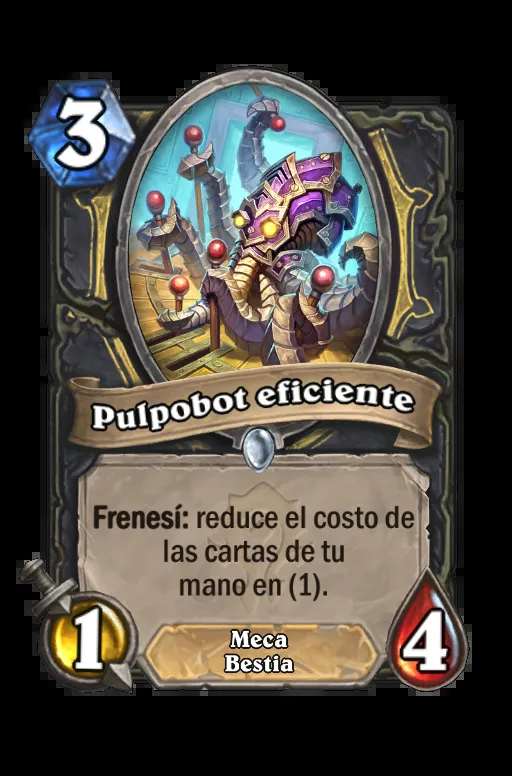 3
Pulpobot eficiente
Frenesí: reduce el costo de
las cartas de tu
mano en (1).
1
Meca
Bestia
4